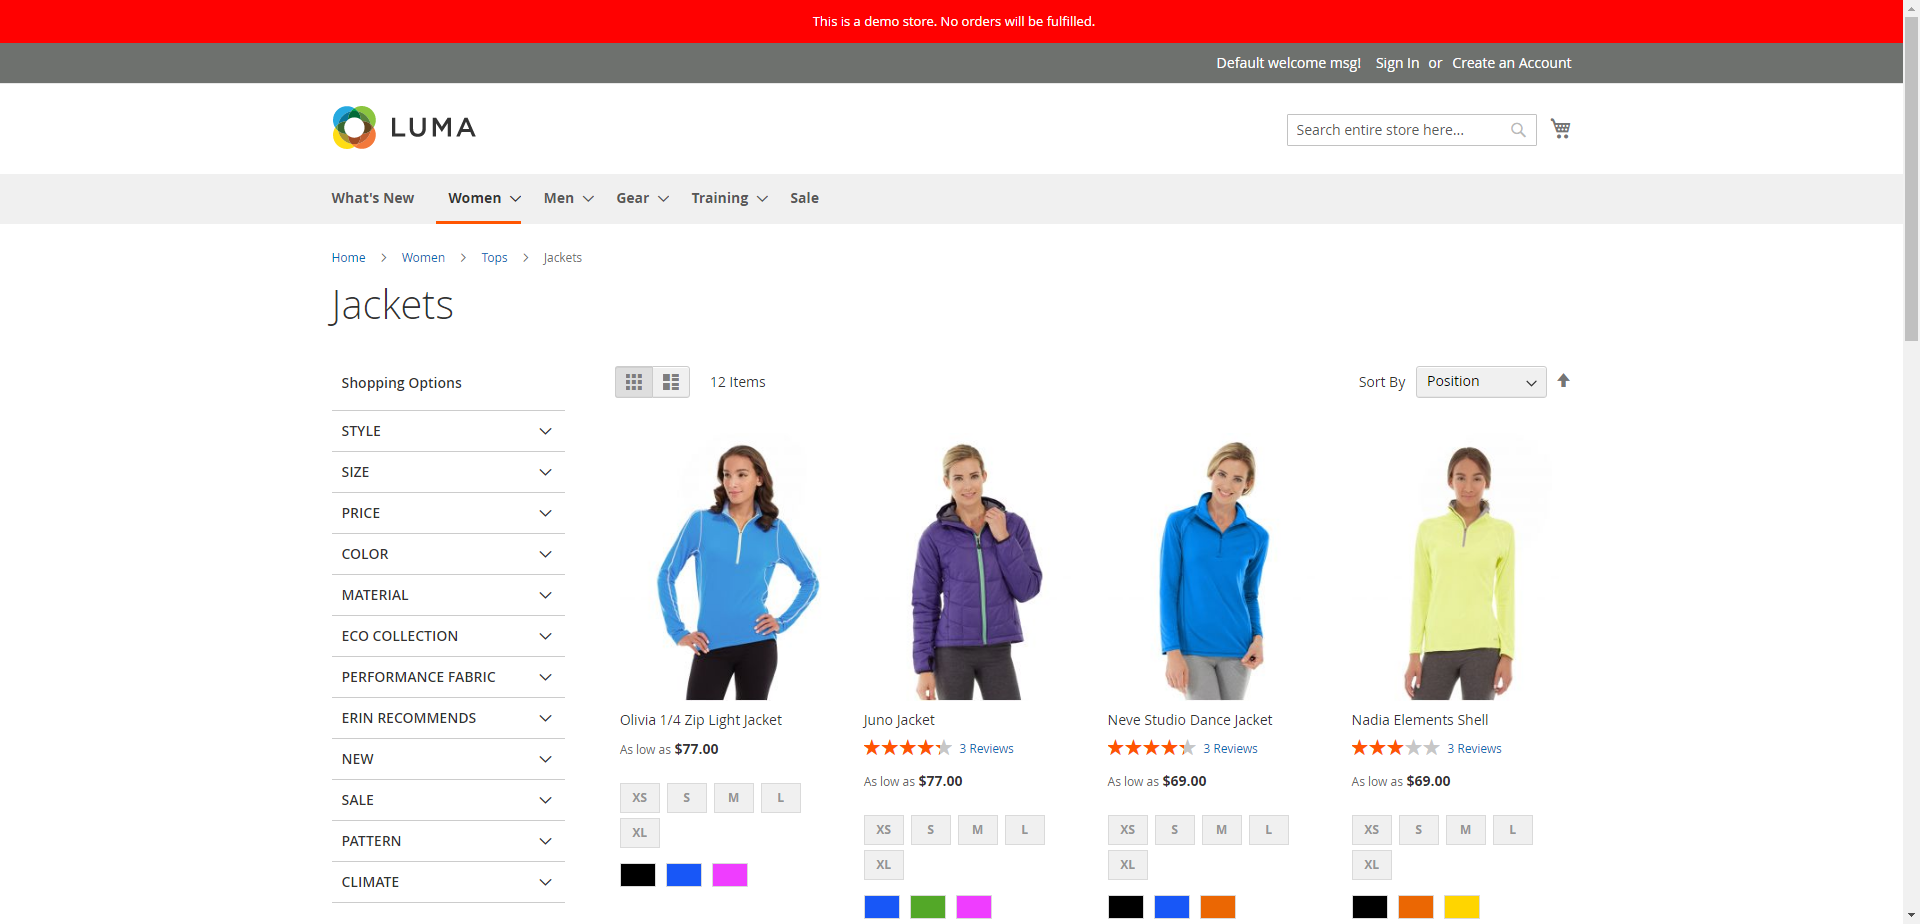 This is a demo store. No orders will be fulfilled.
Default welcome msg! Sign In or Create an Account
LUMA
Search entire store here...
What's New Women Men Gear Training Sale
Home Women Tops Jackets
Jackets
Shopping Options
12 Items
Sort By Position
STYLE
SIZE
PRICE
COLOR
MATERIAL
ECO COLLECTION
PERFORMANCE FABRIC
ERIN RECOMMENDS
NEW
SALE
PATTERN
CLIMATE
Olivia 1/4 Zip Light Jacket
As low as $77.00
XS S M L
XL
Juno Jacket
3 Reviews
As low as $77.00
XS S M L
XL
Neve Studio Dance Jacket
3 Reviews
As low as $69.00
XS S M L
XL
Nadia Elements Shell
3 Reviews
As low as $69.00
XS S M L
XL